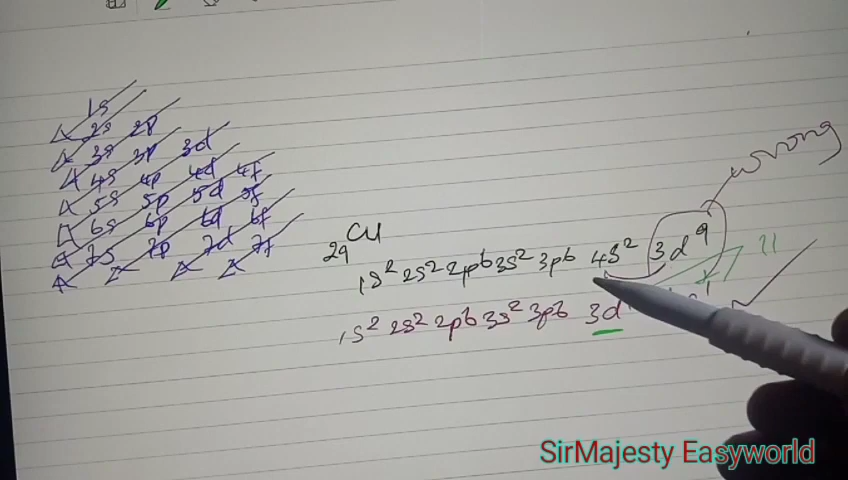 1s
2s 2p
3s 3p 3d
4s 4p 4d 4f
5s 5p 5d 5f
6s 6p 6d 6f
7s 7p 7d 7f
wrong
29Cu
1s² 2s² 2p6 3s² 3p6 4s² 3d9
11
1s² 2s² 2p6 3s² 3p6 3d
SirMajesty Easyworld